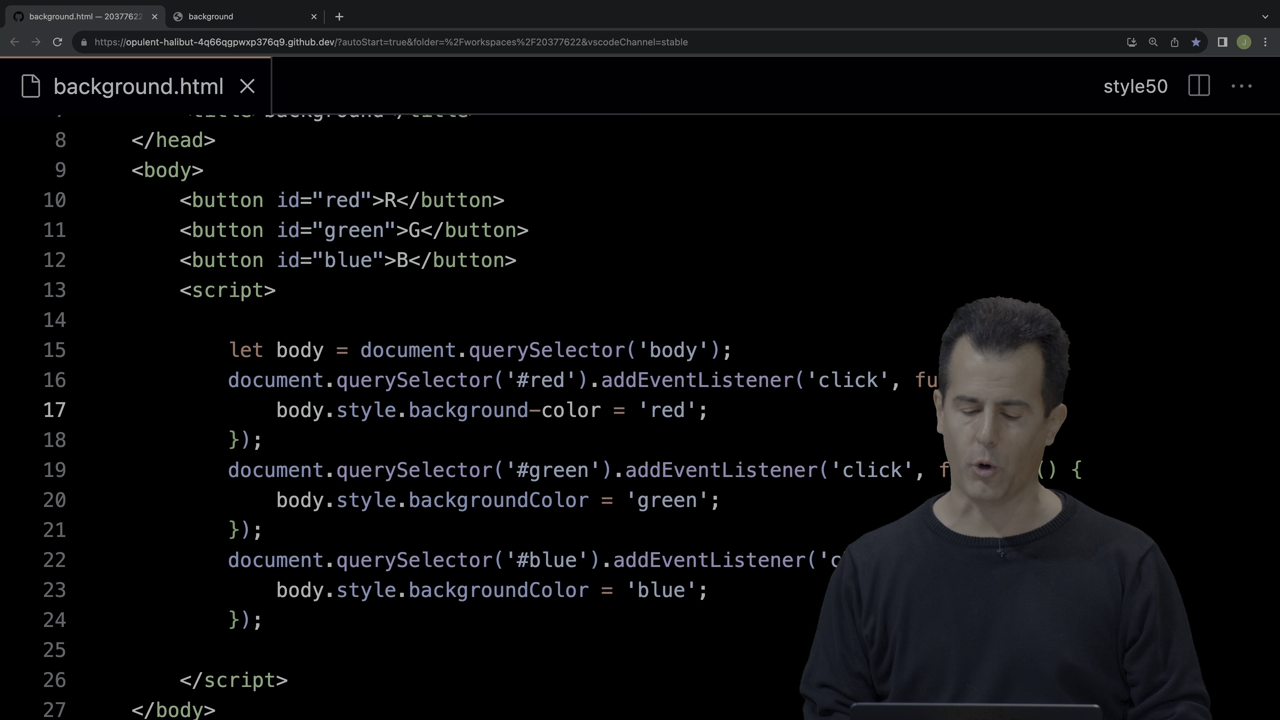 background.html — 20377622
background
https://opulent-halibut-4q66qgpwxp376q9.github.dev/?autoStart=true&folder=%2Fworkspaces%2F20377622&vscodeChannel=stable
J
background.html
style50
8 </head>
9 <body>
10 <button id="red">R</button>
11 <button id="green">G</button>
12 <button id="blue">B</button>
13 <script>
14
15 let body = document.querySelector('body');
16 document.querySelector('#red').addEventListener('click', fu
17 body.style.background-color = 'red';
18 });
19 document.querySelector('#green').addEventListener('click', f () {
20 body.style.backgroundColor = 'green';
21 });
22 document.querySelector('#blue').addEventListener('c
23 body.style.backgroundColor = 'blue';
24 });
25
26 </script>
27 </body>